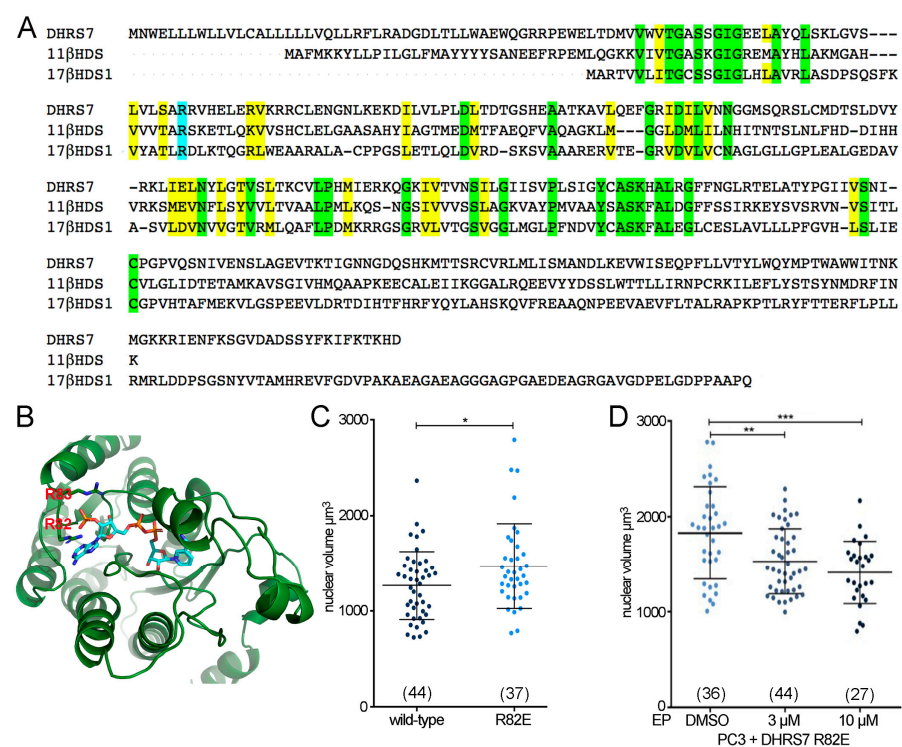 A
DHRS7 MNWELLLWLLVLCALLLLLVQLLRFLRADGDLTLLWAEWQGRRPEWELTDMVVWVTGASSGIGEELAYQLSKLGVS---
11βHDS MAFMKKYLLPILGLFMAYYYYSANEEFRPEMLQGKKVIVTGASKGIGREMAYHLAKMGAH---
17βHDS1 MARTVVLITGCSSGIGLHLAVRLASDPSQSFK
DHRS7 LVLSARRVHELERVKRRCLENGNLKEKDILVLPLDLTDTGSHEAATKAVLQEFGRIDILVNNGGMSQRSLCMDTSLDVY
11βHDS VVVTARSKETLQKVVSHCLELGAASAHYIAGTMEDMTFAEQFVAQAGKLM---GGLDMLILNHITNTSLNLFHD-DIHH
17βHDS1 VYATLRDLKTQGRLWEAARALA-CPPGSLETLQLDVRD-SKSVAAARERVTE-GRVDVLVCNAGLGLLGPLEALGEDAV
DHRS7 -RKLIELNYLGTVSLTKCVLPHMIERKQGKIVTVNSILGIISVPLSIGYCASKHALRGFFNGLRTELATYPGIIVSNI-
11βHDS VRKSMEVNFLSYVVLTVAALPMLKQS-NGSIVVVSSLAGKVAYPMVAAYSASKFALDGFFSSIRKEYSVSRVN-VSITL
17βHDS1 A-SVLDVNVVGTVRMLQAFLPDMKRRGSGRVLVTGSVGGLMGLPFNDVYCASKFALEGLCESLAVLLLPFGVH-LSLIE
DHRS7 CPGPVQSNIVENSLAGEVTKTIGNNGDQSHKMTTSRCVRLMLISMANDLKEVWISEQPFLLVTYLWQYMPTWAWWITNK
11βHDS CVLGLIDTETAMKAVSGIVHMQAAPKEECALEIIKGGALRQEEVYYDSSLWTTLLIRNPCRKILEFLYSTSYNMDRFIN
17βHDS1 CGPVHTAFMEKVLGSPEEVLDRTDIHTFHRFYQYLAHSKQVFREAAQNPEEVAEVFLTALRAPKPTLRYFTTERFLPLL
DHRS7 MGKKRIENFKSGVDADSSYFKIFKTKHD
11βHDS K
17βHDS1 RMRLDDPSGSNYVTAMHREVFGDVPAKAEAGAEAGGGAGPGAEDEAGRGAVGDPELGDPPAAPQ
B
R83
R82
C
3000
2000
1000
0
nuclear volume µm³
*
(44) (37)
wild-type R82E
D
3000
2000
1000
0
nuclear volume µm³
***
**
(36) (44) (27)
EP DMSO 3 µM 10 µM
PC3 + DHRS7 R82E